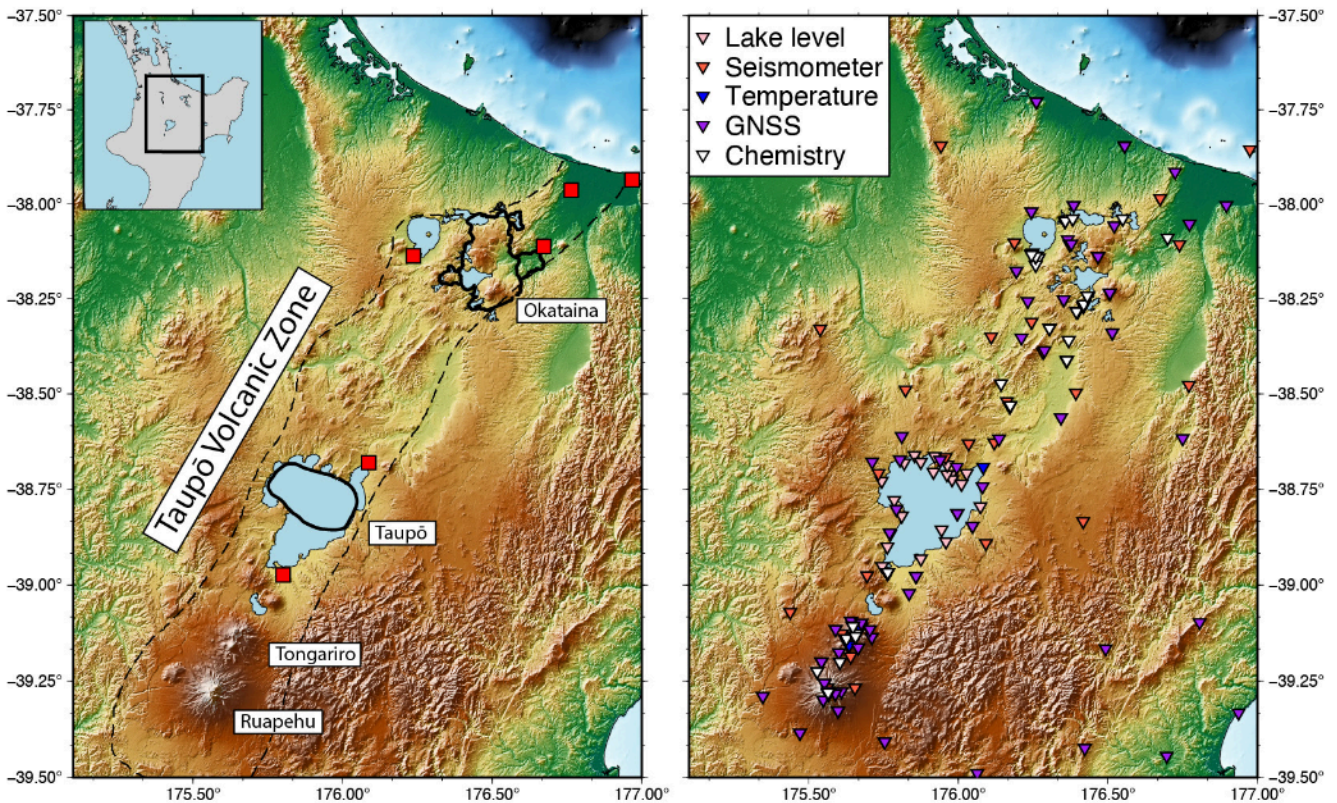 −37.50°
−37.75°
−38.00°
−38.25°
−38.50°
−38.75°
−39.00°
−39.25°
−39.50°
175.50°
176.00°
176.50°
177.00°
Taupō Volcanic Zone
Okataina
Taupō
Tongariro
Ruapehu
Lake level
Seismometer
Temperature
GNSS
Chemistry
−37.50°
−37.75°
−38.00°
−38.25°
−38.50°
−38.75°
−39.00°
−39.25°
−39.50°
175.50°
176.00°
176.50°
177.00°